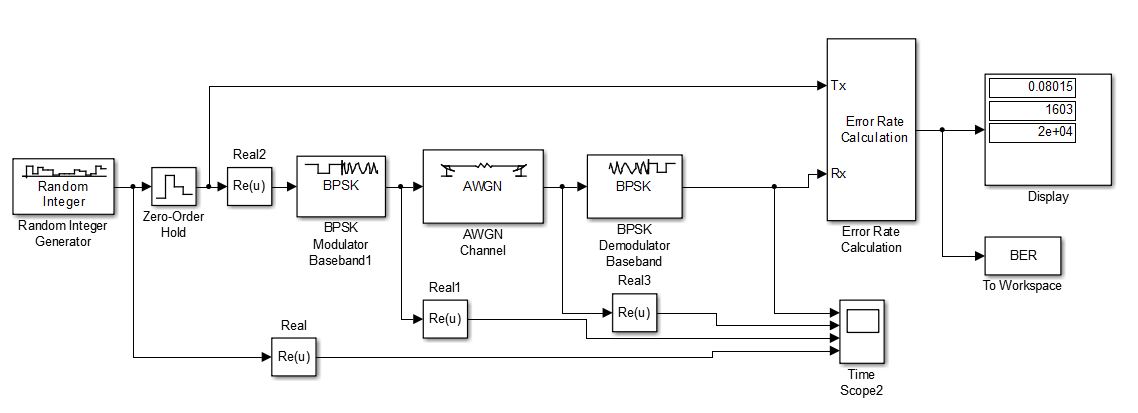 0.08015
1603
2e+04
Display
Tx
Error Rate
Calculation
Rx
Error Rate
Calculation
BER
To Workspace
Random
Integer
Random Integer
Generator
Zero-Order
Hold
Real2
Re(u)
BPSK
BPSK
Modulator
Baseband1
AWGN
AWGN
Channel
BPSK
BPSK
Demodulator
Baseband
Real1
Re(u)
Real3
Re(u)
Real
Re(u)
Time
Scope2